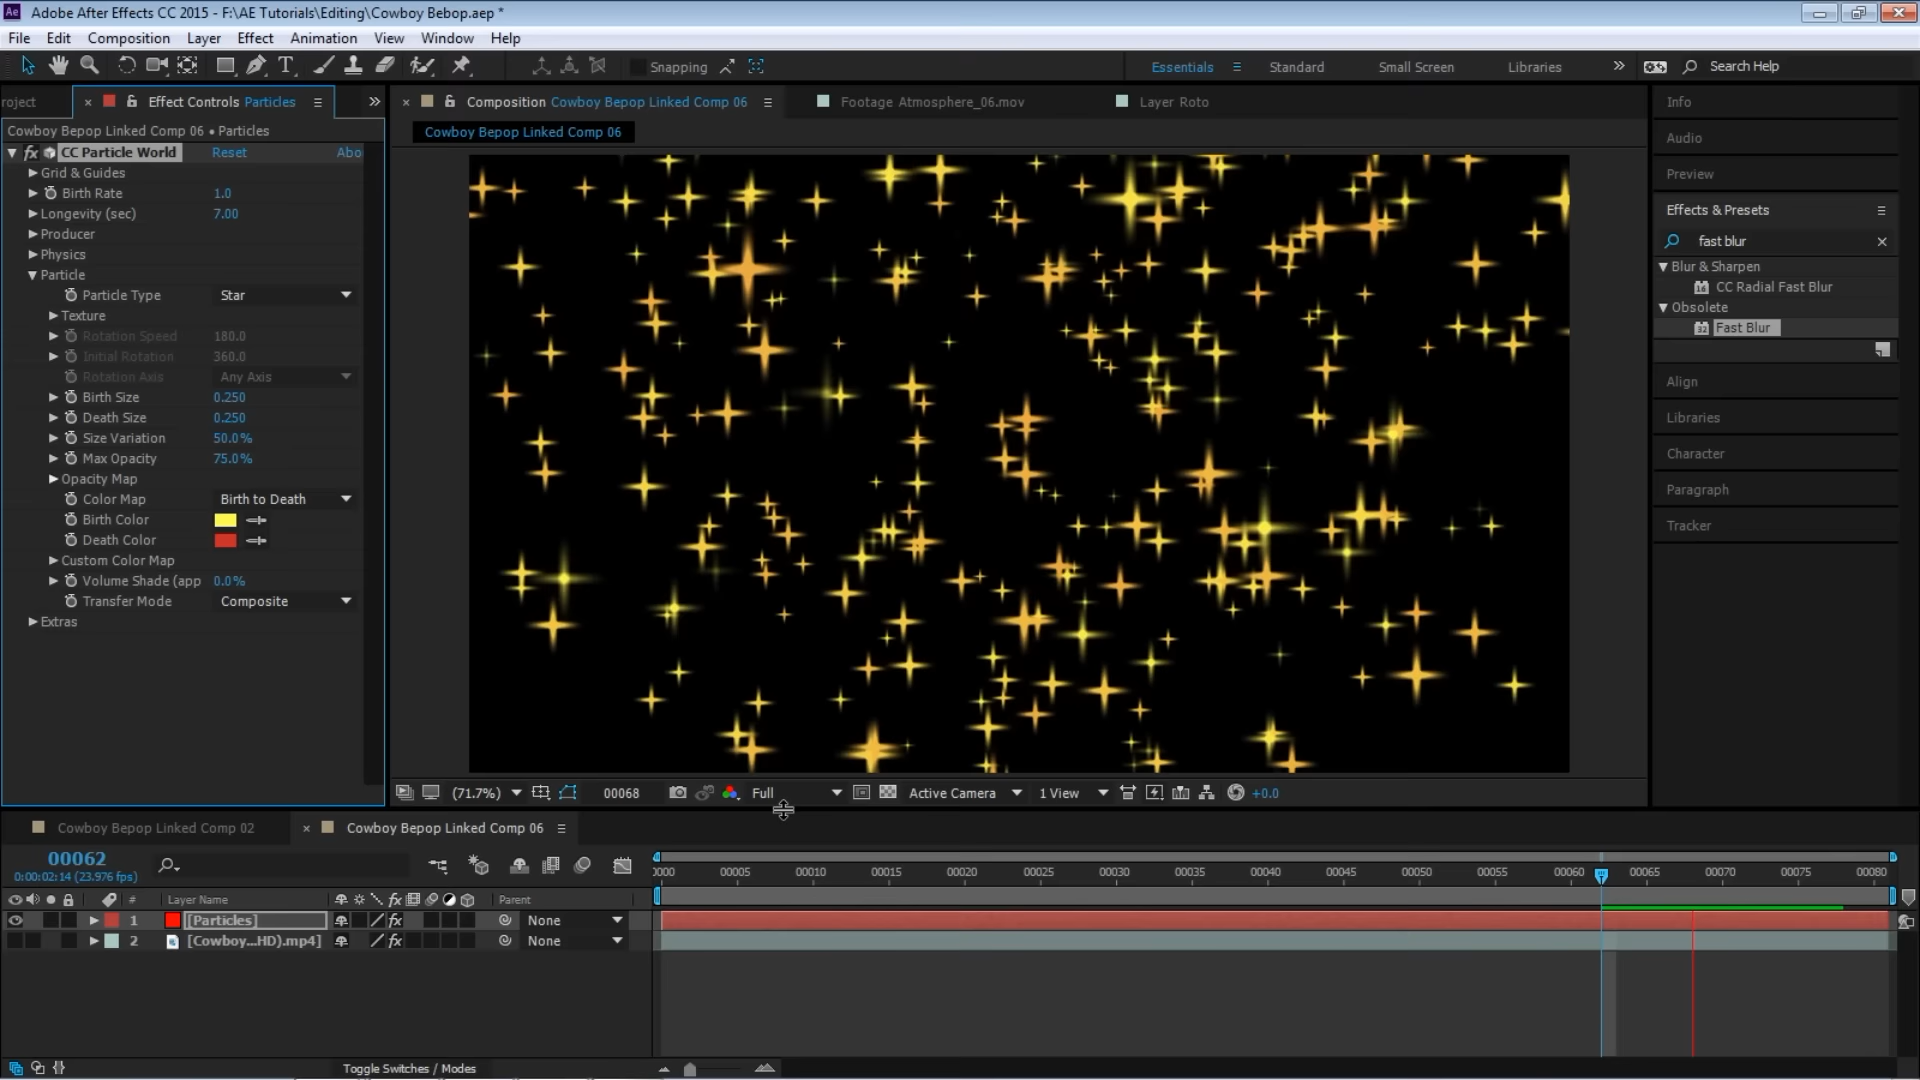 Ae Adobe After Effects CC 2015 - F:\AE Tutorials\Editing\Cowboy Bebop.aep *
File Edit Composition Layer Effect Animation View Window Help
Snapping
Essentials Standard Small Screen Libraries » Search Help
roject × Effect Controls Particles »
× Composition Cowboy Bepop Linked Comp 06
Footage Atmosphere_06.mov
Layer Roto
Cowboy Bepop Linked Comp 06 • Particles
Cowboy Bepop Linked Comp 06
fx CC Particle World Reset Abo
Grid & Guides
Birth Rate 1.0
Longevity (sec) 7.00
Producer
Physics
Particle
Particle Type Star
Texture
Rotation Speed 180.0
Initial Rotation 360.0
Rotation Axis Any Axis
Birth Size 0.250
Death Size 0.250
Size Variation 50.0%
Max Opacity 75.0%
Opacity Map
Color Map Birth to Death
Birth Color
Death Color
Custom Color Map
Volume Shade (app 0.0%
Transfer Mode Composite
Extras
Info
Audio
Preview
Effects & Presets
fast blur ×
Blur & Sharpen
16 CC Radial Fast Blur
Obsolete
32 Fast Blur
Align
Libraries
Character
Paragraph
Tracker
(71.7%) 00068 Full Active Camera 1 View +0.0
Cowboy Bepop Linked Comp 02
× Cowboy Bepop Linked Comp 06
00062
0:00:02:14 (23.976 fps)
0000 00005 00010 00015 00020 00025 00030 00035 00040 00045 00050 00055 00060 00065 00070 00075 00080
# Layer Name fx Parent
1 [Particles] fx None
2 [Cowboy...HD).mp4] fx None
Toggle Switches / Modes